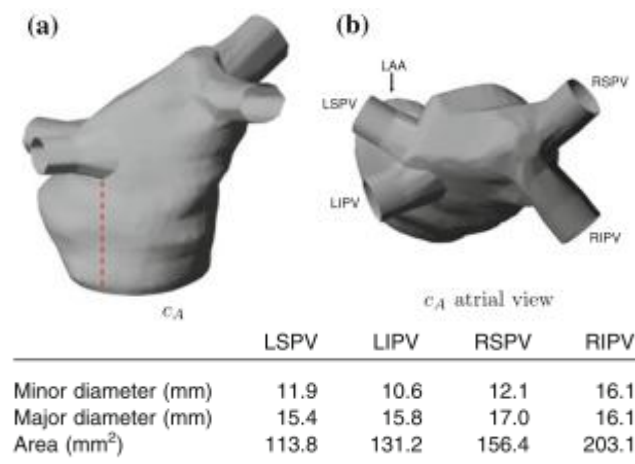 (a)
(b)
LAA
LSPV
RSPV
LIPV
RIPV
c_A
c_A atrial view
LSPV LIPV RSPV RIPV
Minor diameter (mm) 11.9 10.6 12.1 16.1
Major diameter (mm) 15.4 15.8 17.0 16.1
Area (mm²) 113.8 131.2 156.4 203.1